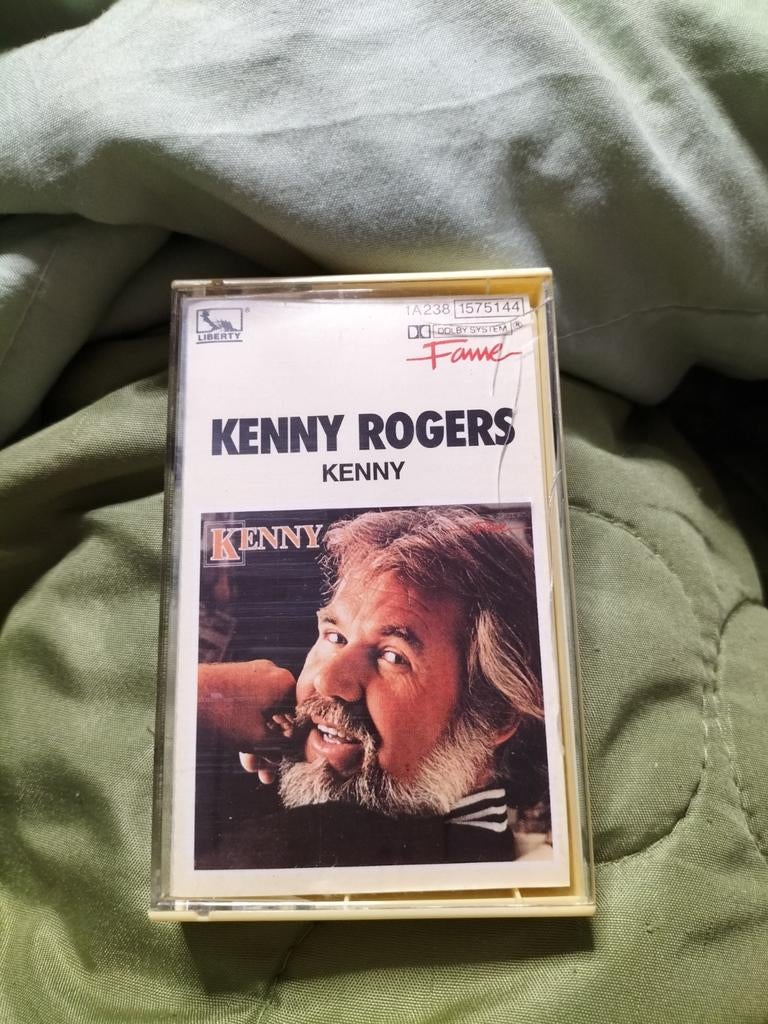 1A238 1575144
LIBERTY ®
DOLBY SYSTEM ®
Fame
KENNY ROGERS
KENNY
KENNY